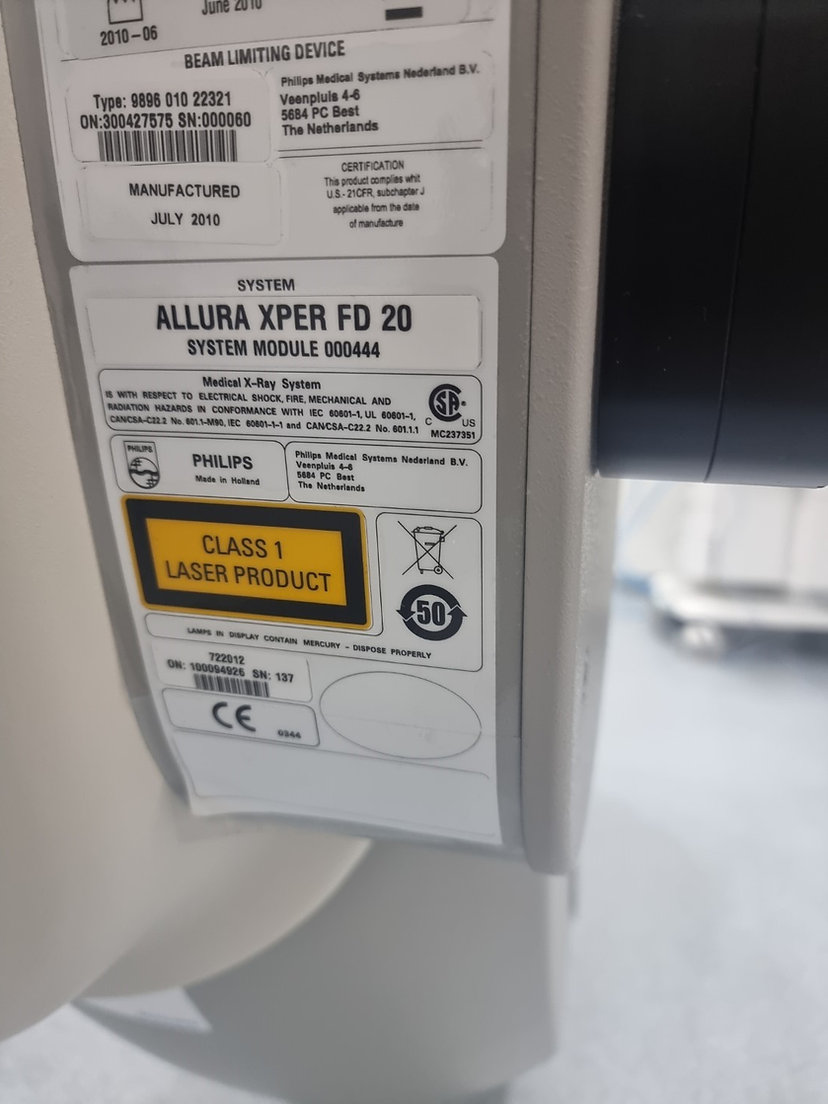 June 2010
2010-06
BEAM LIMITING DEVICE
Type: 9896 010 22321
ON:300427575 SN:000060
Philips Medical Systems Nederland B.V.
Veenpluis 4-6
5684 PC Best
The Netherlands
MANUFACTURED
JULY 2010
CERTIFICATION
This product complies whit
U.S.- 21CFR, subchapter J
applicable from the date
of manufacture
SYSTEM
ALLURA XPER FD 20
SYSTEM MODULE 000444
Medical X-Ray System
IS WITH RESPECT TO ELECTRICAL SHOCK, FIRE, MECHANICAL AND
RADIATION HAZARDS IN CONFORMANCE WITH IEC 60601-1, UL 60601-1,
CAN/CSA-C22.2 No. 601.1-M90, IEC 60601-1-1 and CAN/CSA-C22.2 No. 601.1.1
C US
MC237351
PHILIPS
PHILIPS
Made in Holland
Philips Medical Systems Nedarland B.V.
Veenpluis 4-6
5684 PC Best
The Netherlands
CLASS 1
LASER PRODUCT
50
LAMPS IN DISPLAY CONTAIN MERCURY - DISPOSE PROPERLY
722012
ON: 100094926 SN: 137
CE 0344